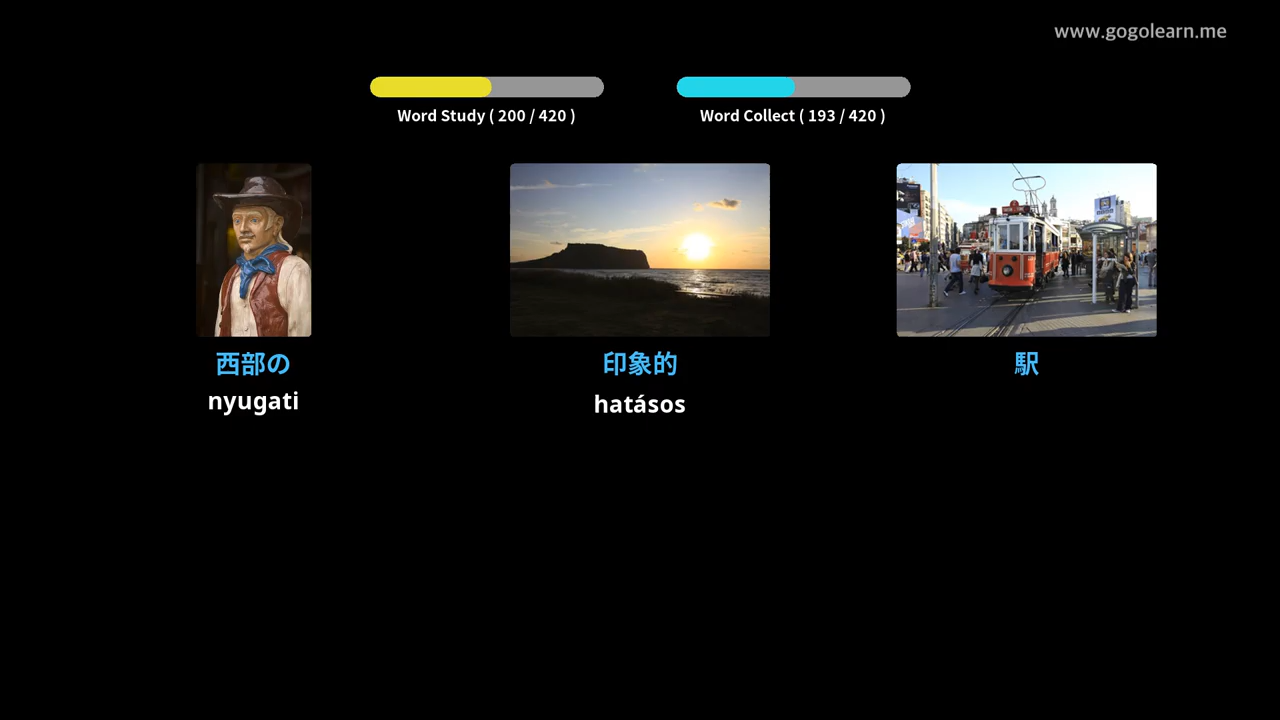 www.gogolearn.me
Word Study ( 200 / 420 )
Word Collect ( 193 / 420 )
西部の
印象的
駅
nyugati
hatásos